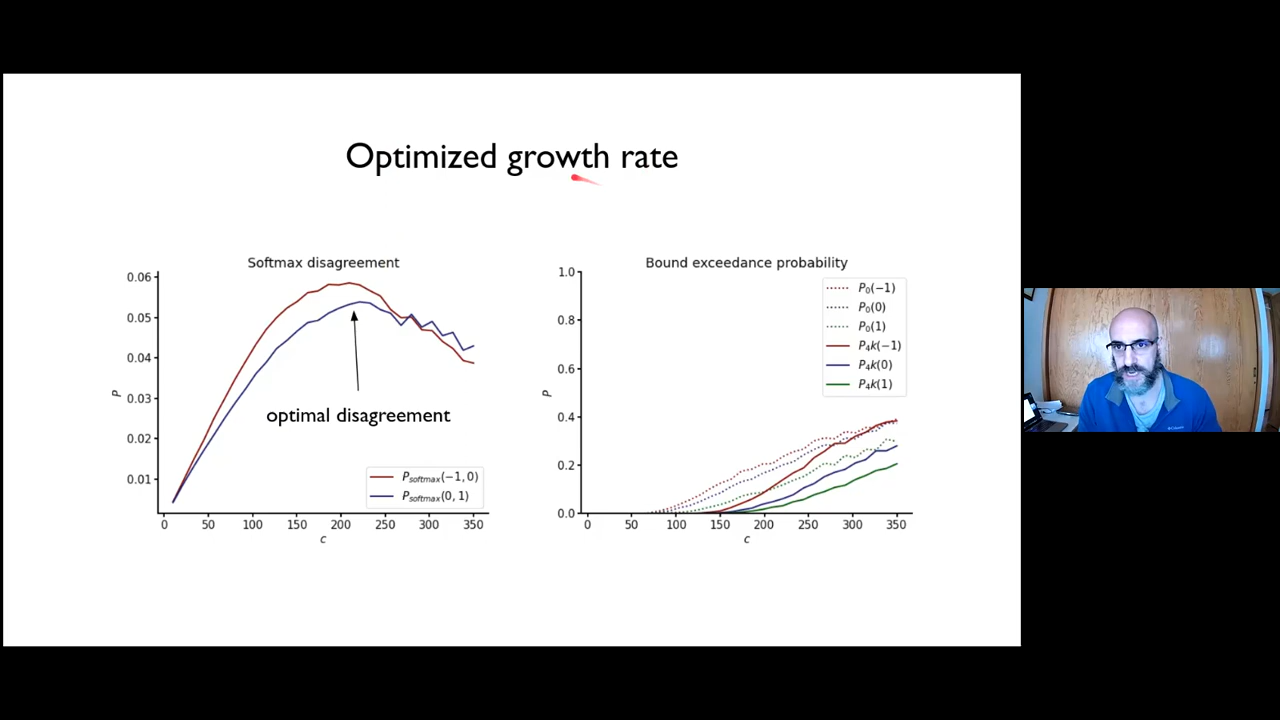 Optimized growth rate
Softmax disagreement
0.06
0.05
0.04
0.03
0.02
0.01
P
optimal disagreement
P_softmax(−1, 0)
P_softmax(0, 1)
0 50 100 150 200 250 300 350
c
Bound exceedance probability
1.0
0.8
0.6
0.4
0.2
0.0
P
P_0(−1)
P_0(0)
P_0(1)
P_4k(−1)
P_4k(0)
P_4k(1)
0 50 100 150 200 250 300 350
c
Columbia